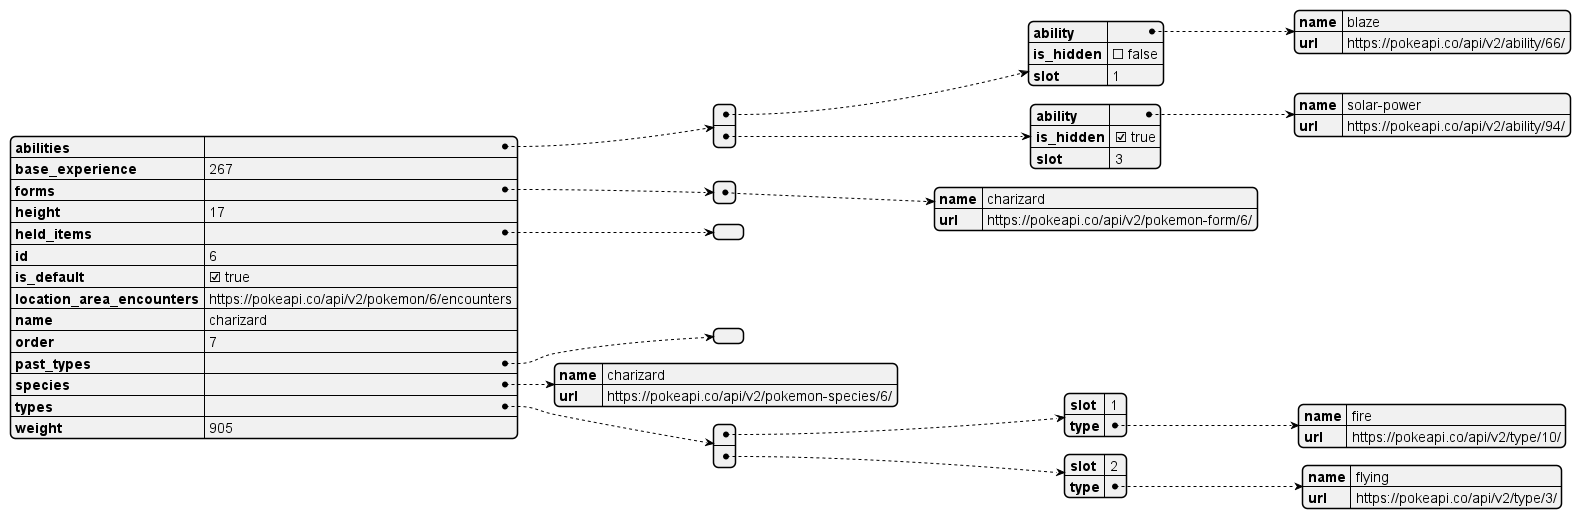 abilities
base_experience 267
forms
height 17
held_items
id 6
is_default ☑ true
location_area_encounters https://pokeapi.co/api/v2/pokemon/6/encounters
name charizard
order 7
past_types
species
types
weight 905
ability
is_hidden ☐ false
slot 1
name blaze
url https://pokeapi.co/api/v2/ability/66/
ability
is_hidden ☑ true
slot 3
name solar-power
url https://pokeapi.co/api/v2/ability/94/
name charizard
url https://pokeapi.co/api/v2/pokemon-form/6/
name charizard
url https://pokeapi.co/api/v2/pokemon-species/6/
slot 1
type
name fire
url https://pokeapi.co/api/v2/type/10/
slot 2
type
name flying
url https://pokeapi.co/api/v2/type/3/